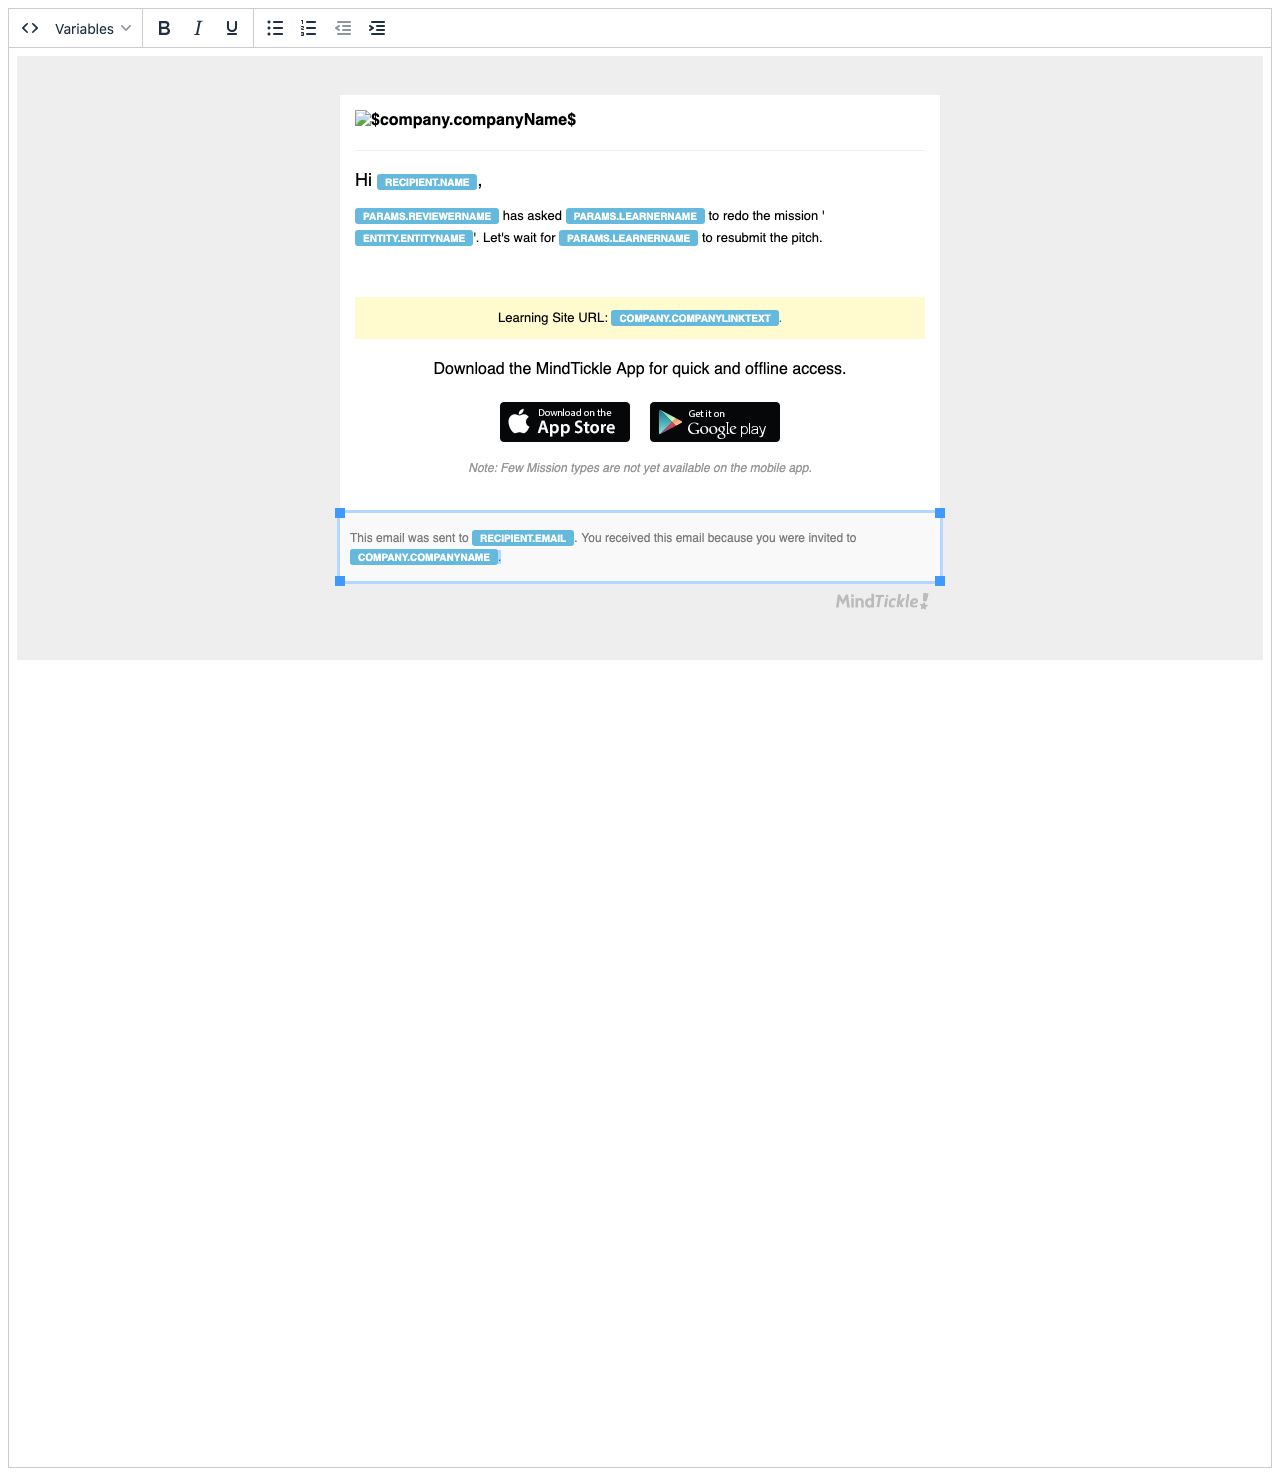 Variables B I U
$company.companyName$
Hi RECIPIENT.NAME,
PARAMS.REVIEWERNAME has asked PARAMS.LEARNERNAME to redo the mission '
ENTITY.ENTITYNAME'. Let's wait for PARAMS.LEARNERNAME to resubmit the pitch.
Learning Site URL: COMPANY.COMPANYLINKTEXT.
Download the MindTickle App for quick and offline access.
Download on the
App Store
Get it on
Google play
Note: Few Mission types are not yet available on the mobile app.
This email was sent to RECIPIENT.EMAIL. You received this email because you were invited to
COMPANY.COMPANYNAME.
MindTickle!